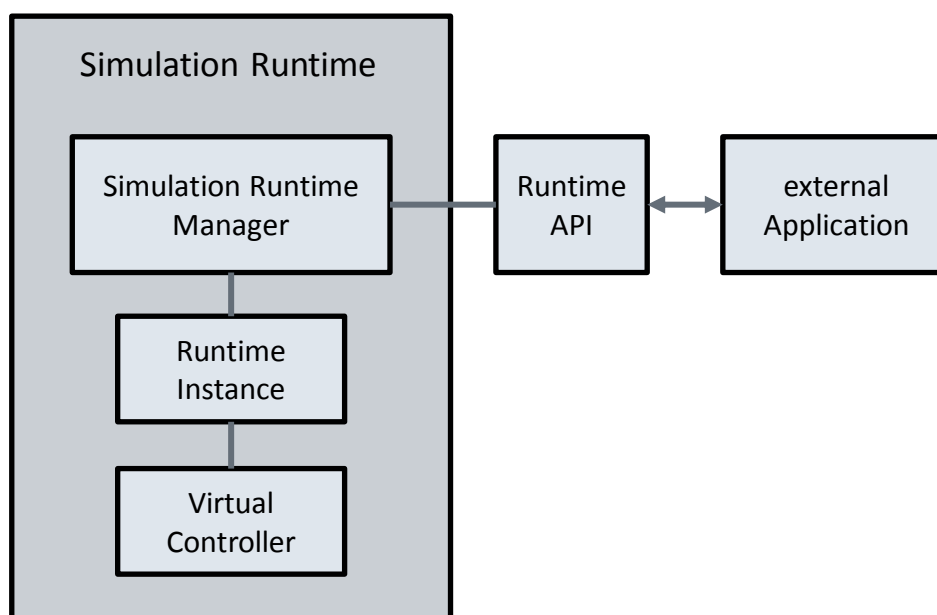 Simulation Runtime
Simulation Runtime
Manager
Runtime
API
external
Application
Runtime
Instance
Virtual
Controller